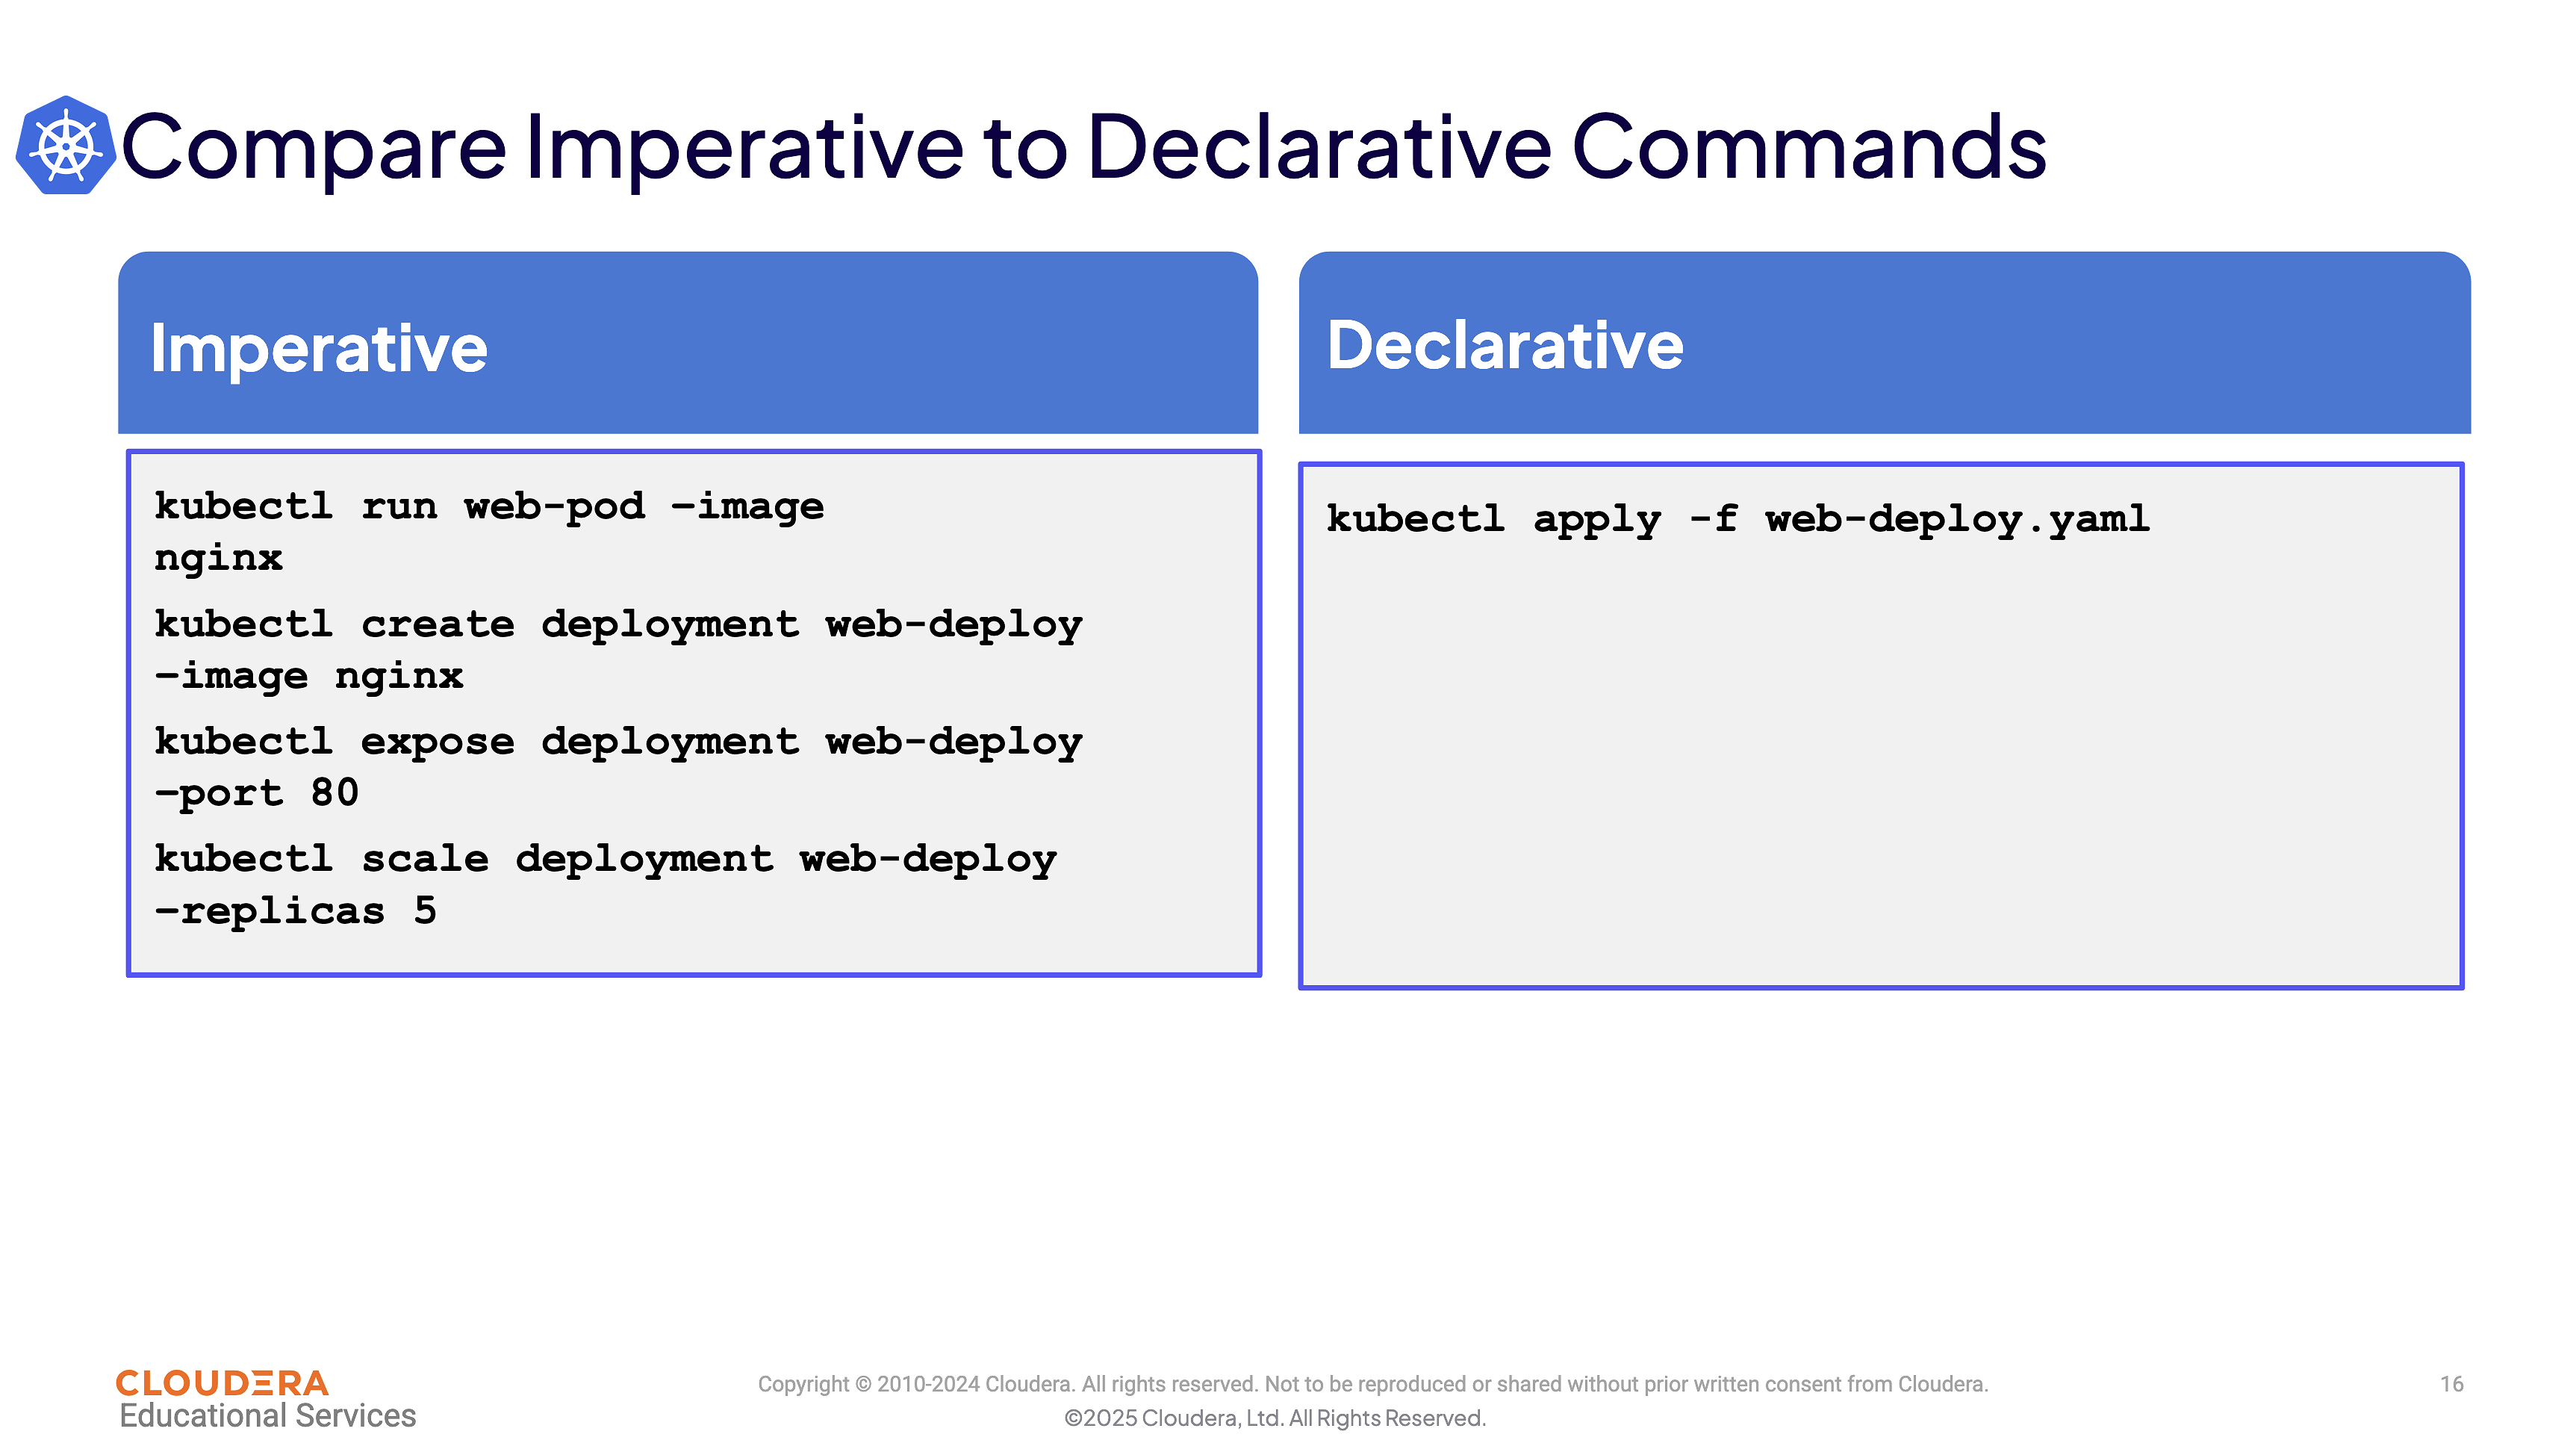 Compare Imperative to Declarative Commands
Imperative
kubectl run web-pod –image
nginx
kubectl create deployment web-deploy
–image nginx
kubectl expose deployment web-deploy
–port 80
kubectl scale deployment web-deploy
–replicas 5
Declarative
kubectl apply -f web-deploy.yaml
CLOUDERA
Educational Services
Copyright © 2010-2024 Cloudera. All rights reserved. Not to be reproduced or shared without prior written consent from Cloudera.
©2025 Cloudera, Ltd. All Rights Reserved.
16